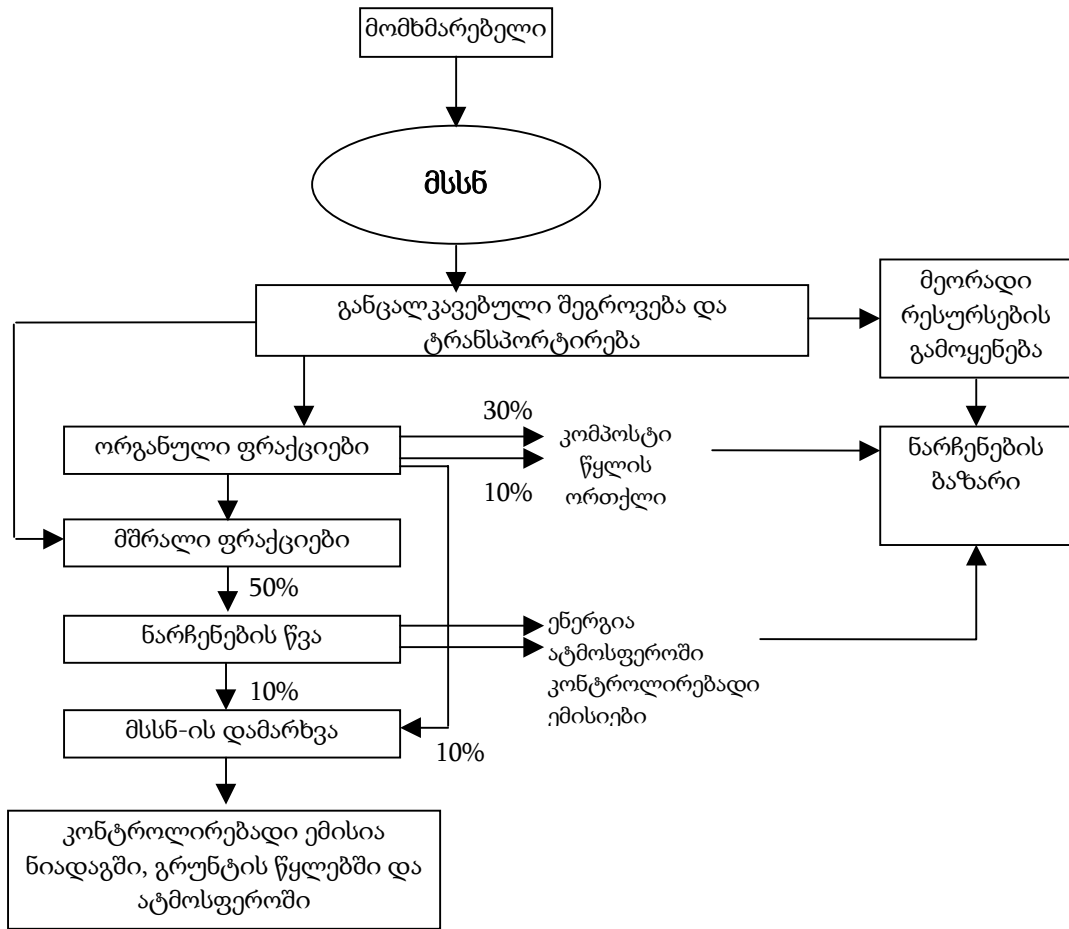 მომხმარებელი
მსსნ
განცალკავებული შეგროვება და
ტრანსპორტირება
მეორადი
რესურსების
გამოყენება
ორგანული ფრაქციები
30%
10%
კომპოსტი
წყლის
ორთქლი
ნარჩენების
ბაზარი
მშრალი ფრაქციები
50%
ნარჩენების წვა
ენერგია
ატმოსფეროში
კონტროლირებადი
ემისიები
10%
მსსნ-ის დამარხვა
10%
კონტროლირებადი ემისია
ნიადაგში, გრუნტის წყლებში და
ატმოსფეროში